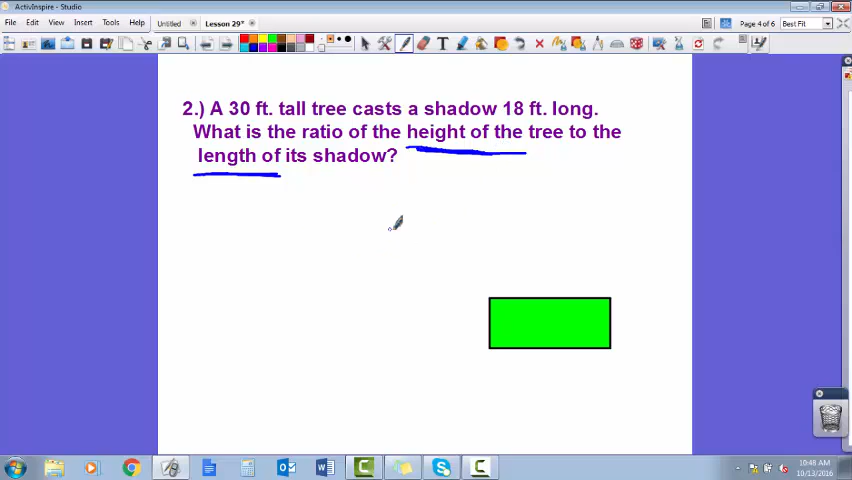 ActivInspire - Studio
File Edit View Insert Tools Help Untitled Lesson 29* Page 4 of 6 Best Fit
2.) A 30 ft. tall tree casts a shadow 18 ft. long.
What is the ratio of the height of the tree to the
length of its shadow?
10:48 AM
10/13/2016